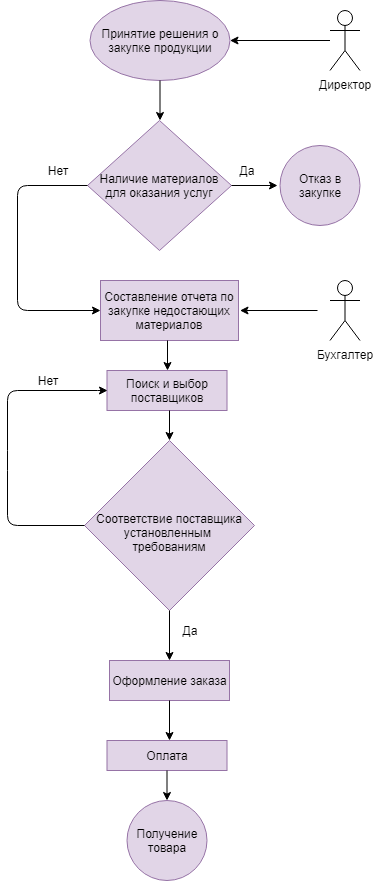 Принятие решения о
закупке продукции
Директор
Нет
Наличие материалов
для оказания услуг
Да
Отказ в
закупке
Составление отчета по
закупке недостающих
материалов
Бухгалтер
Нет
Поиск и выбор
поставщиков
Соответствие поставщика
установленным
требованиям
Да
Оформление заказа
Оплата
Получение
товара